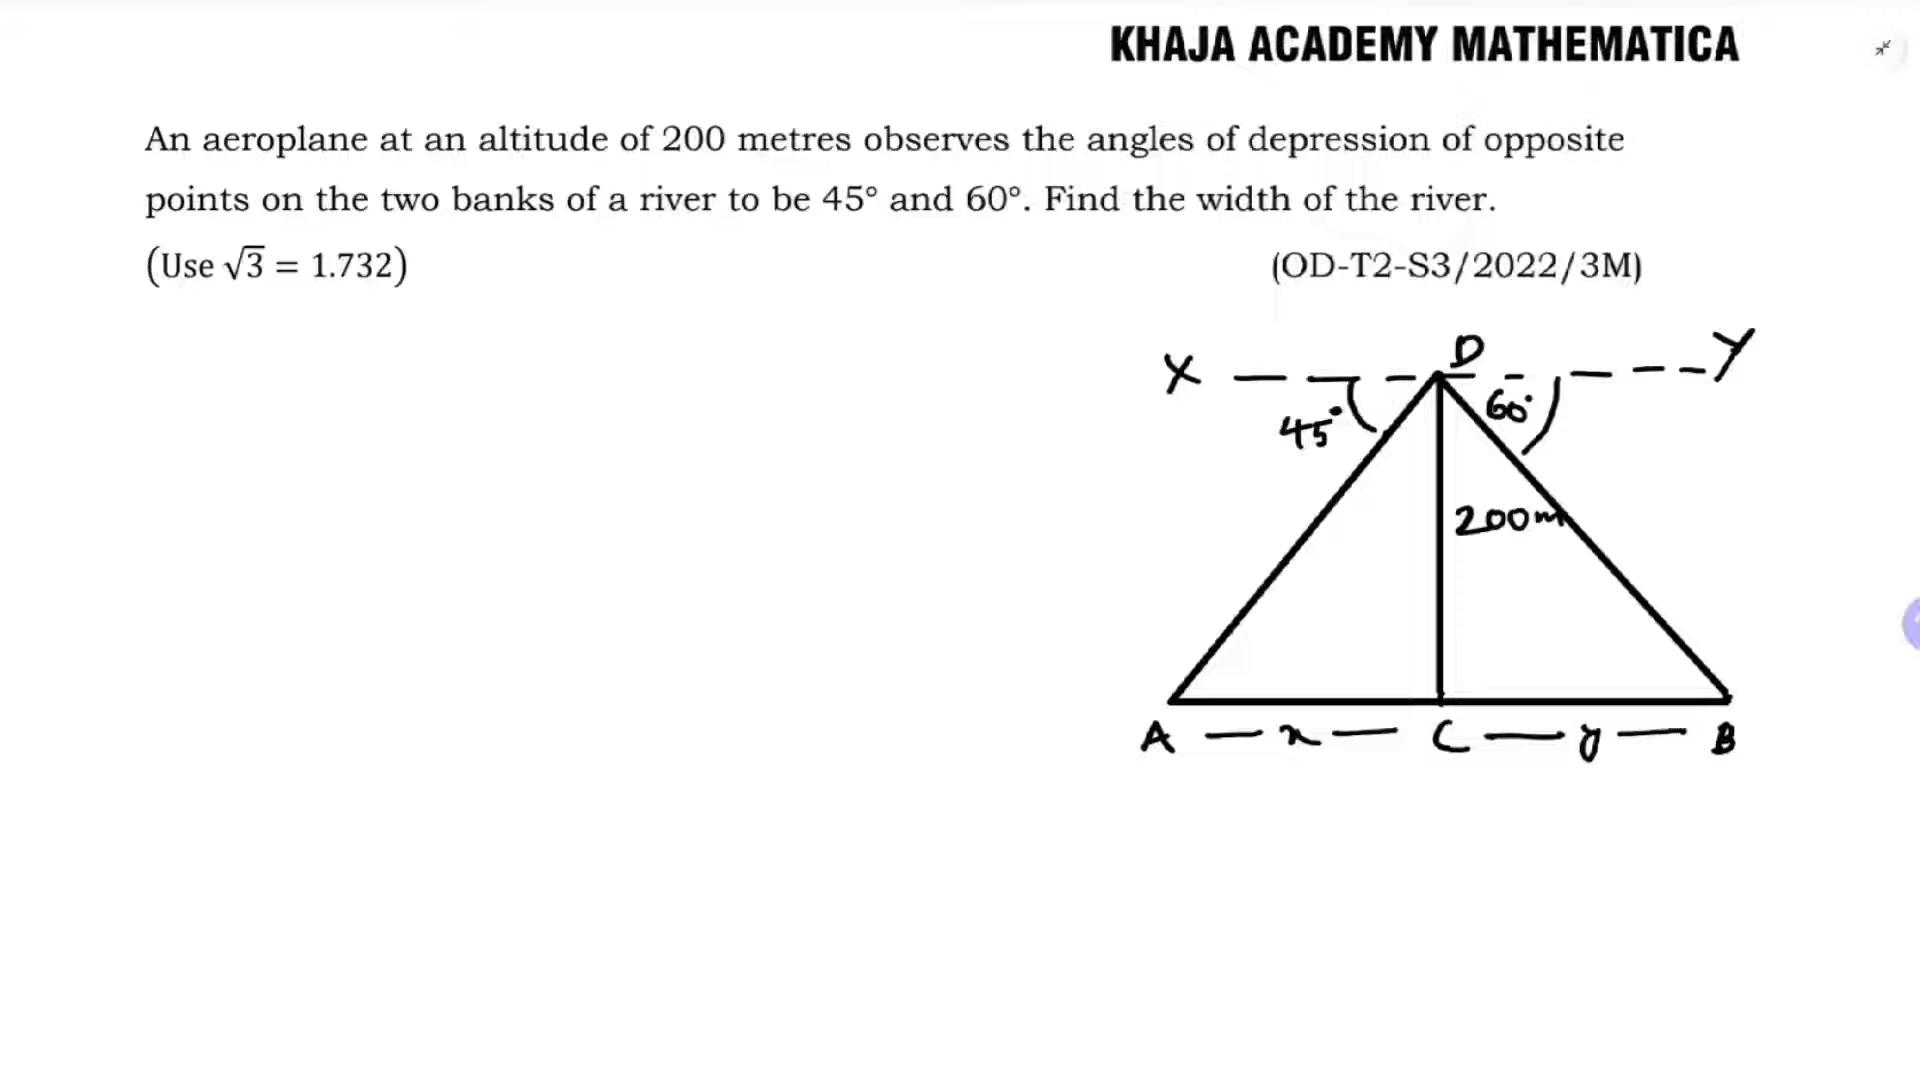 KHAJA ACADEMY MATHEMATICA
An aeroplane at an altitude of 200 metres observes the angles of depression of opposite
points on the two banks of a river to be 45° and 60°. Find the width of the river.
(Use √3 = 1.732)
(OD-T2-S3/2022/3M)
X D Y
45° 60°
200m
A x C y B